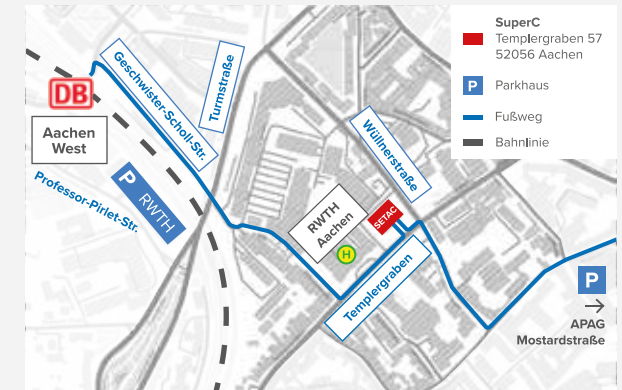 SuperC
Templergraben 57
52056 Aachen
P
Parkhaus
Fußweg
Bahnlinie
DB
Aachen
West
Geschwister-Scholl-Str.
Turmstraße
Wüllnerstraße
Professor-Pirlet-Str.
P RWTH
RWTH
Aachen
SETAC
H
Templergraben
P
→
APAG
Mostardstraße